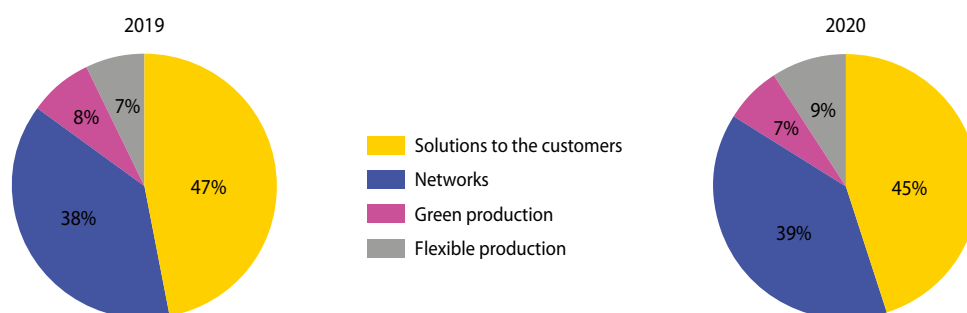 2019
7%
8%
47%
38%
Solutions to the customers
Networks
Green production
Flexible production
2020
9%
7%
45%
39%